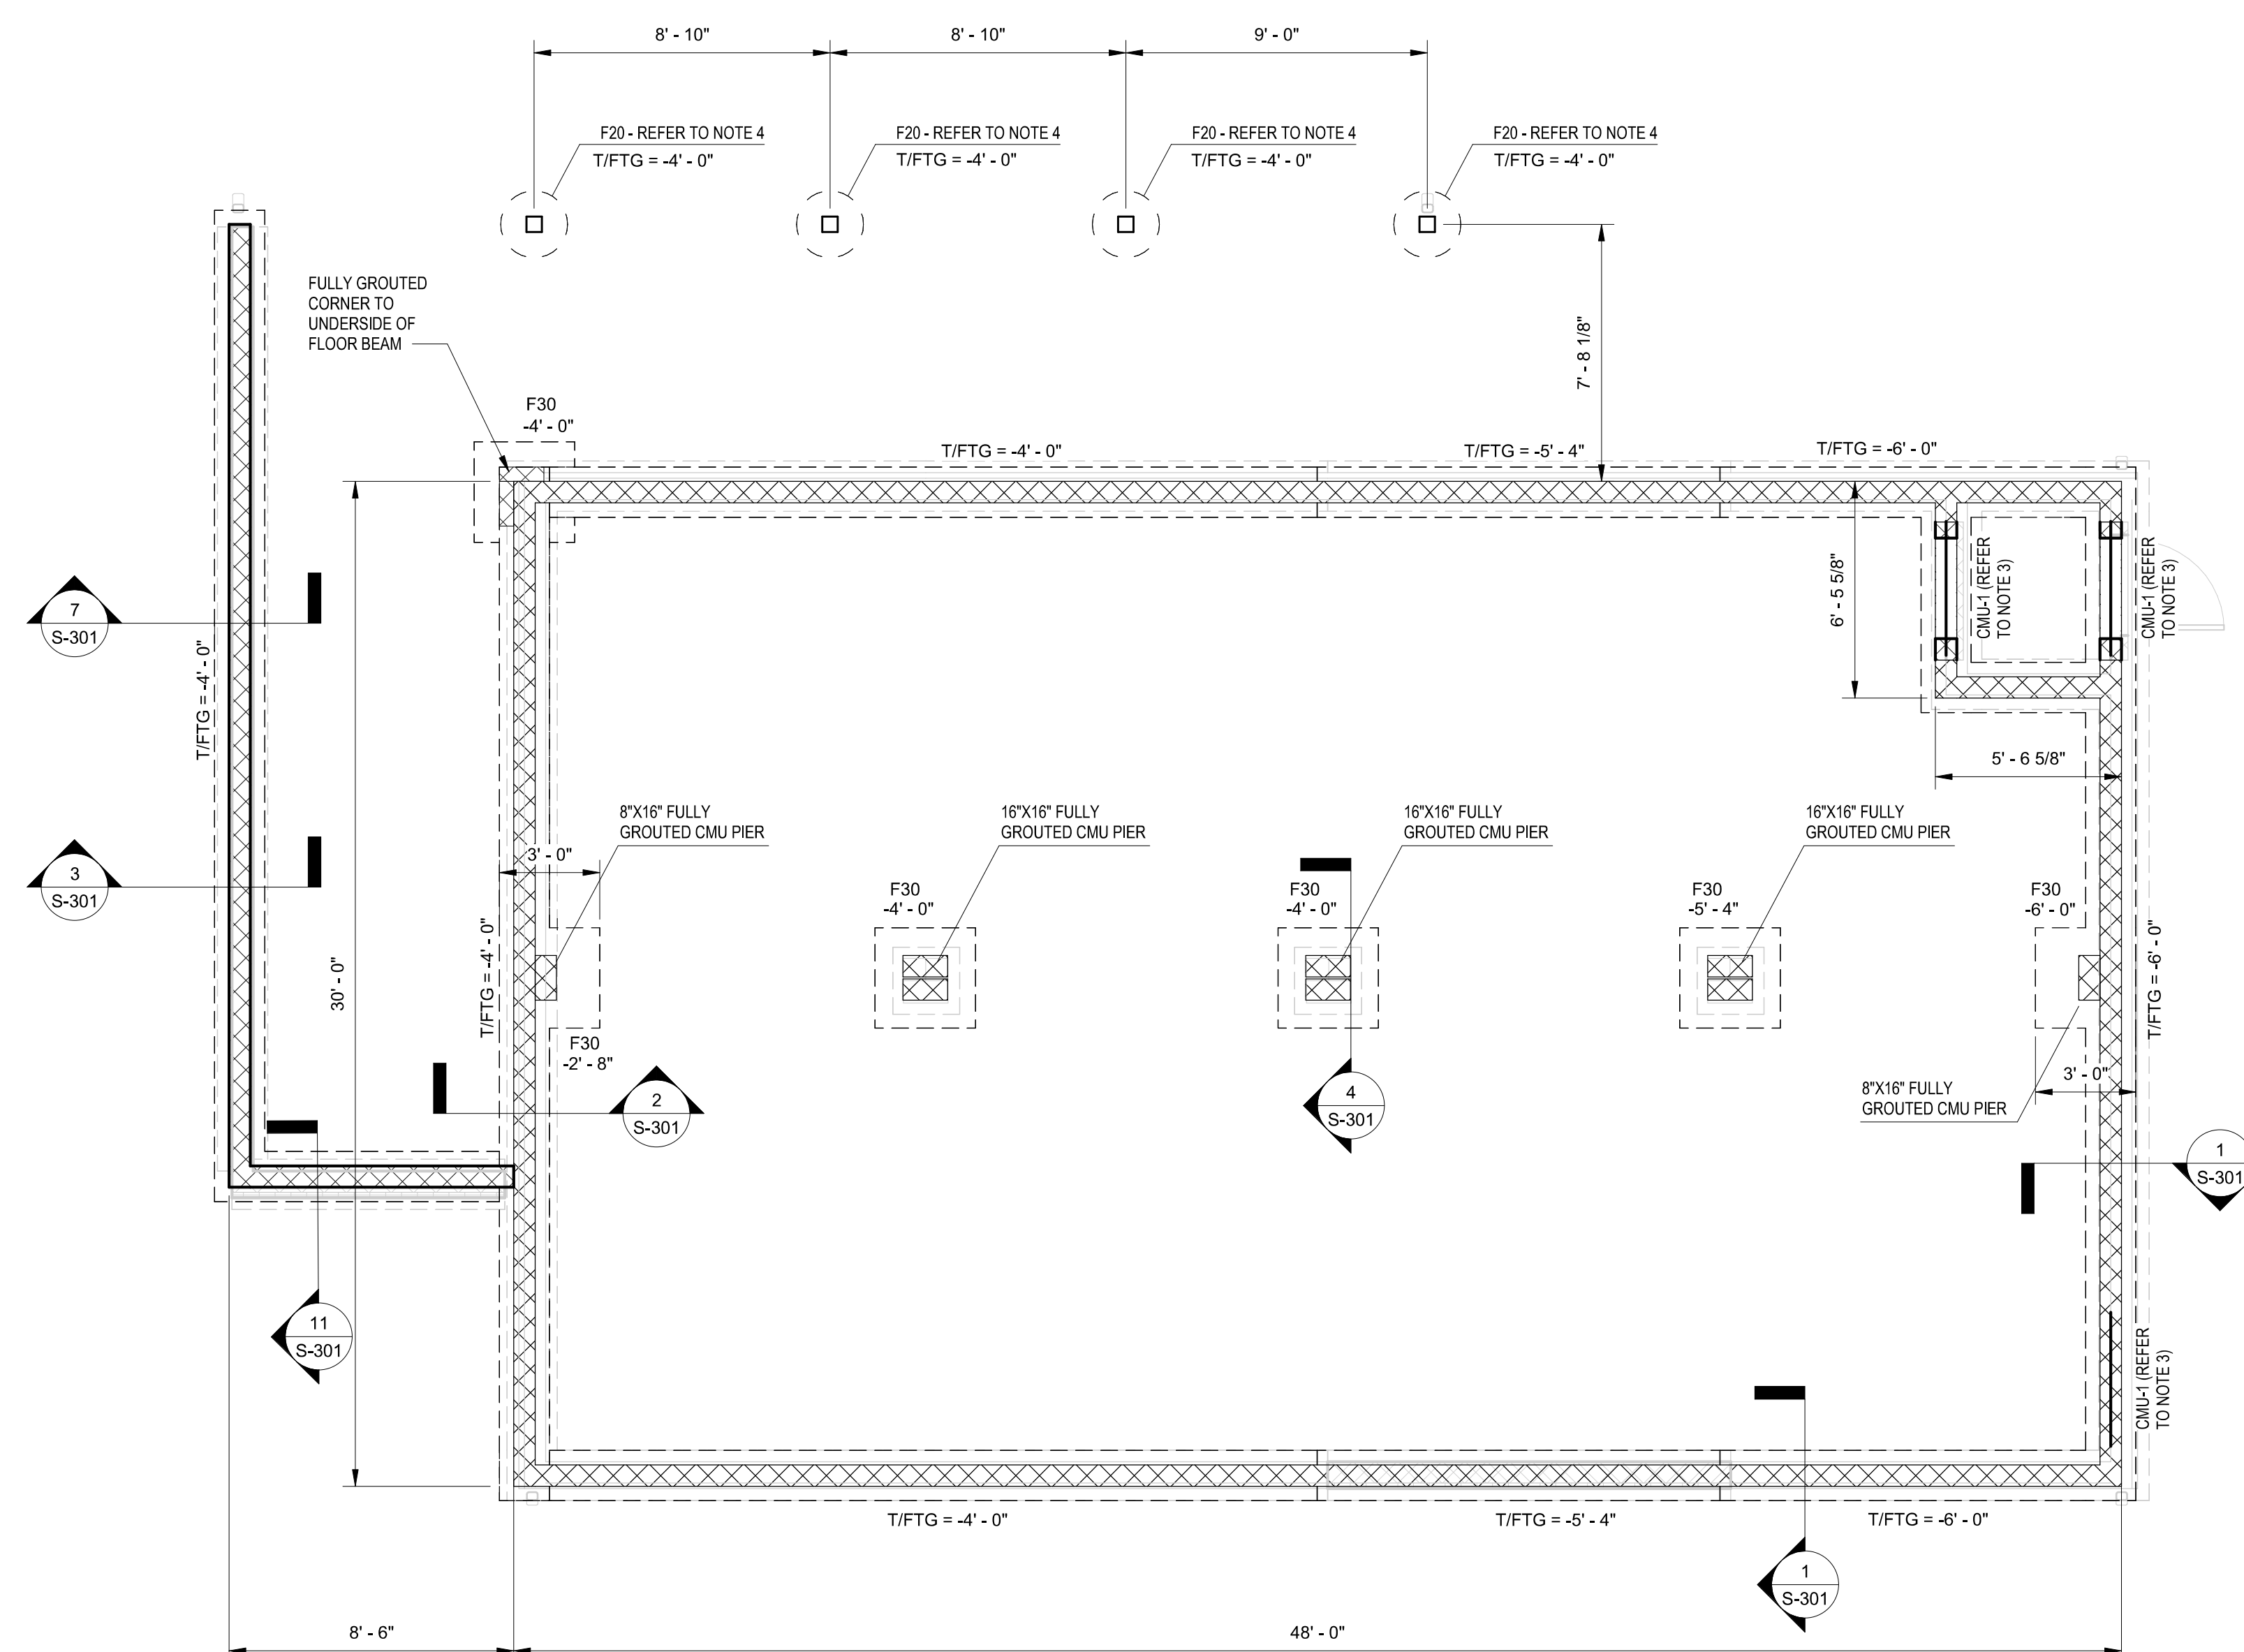 8' - 10"
8' - 10"
9' - 0"
F20 - REFER TO NOTE 4
T/FTG = -4' - 0"
F20 - REFER TO NOTE 4
T/FTG = -4' - 0"
F20 - REFER TO NOTE 4
T/FTG = -4' - 0"
F20 - REFER TO NOTE 4
T/FTG = -4' - 0"
FULLY GROUTED
CORNER TO
UNDERSIDE OF
FLOOR BEAM
7' - 8 1/8"
F30
-4' - 0"
T/FTG = -4' - 0"
T/FTG = -5' - 4"
T/FTG = -6' - 0"
7
S-301
T/FTG = -4' - 0"
6' - 5 5/8"
CMU-1 (REFER
TO NOTE 3)
CMU-1 (REFER
TO NOTE 3)
5' - 6 5/8"
3
S-301
8"X16" FULLY
GROUTED CMU PIER
16"X16" FULLY
GROUTED CMU PIER
16"X16" FULLY
GROUTED CMU PIER
16"X16" FULLY
GROUTED CMU PIER
3' - 0"
F30
-4' - 0"
F30
-4' - 0"
F30
-5' - 4"
F30
-6' - 0"
30' - 0"
T/FTG = -4' - 0"
T/FTG = -6' - 0"
F30
-2' - 8"
3' - 0"
2
S-301
4
S-301
8"X16" FULLY
GROUTED CMU PIER
1
S-301
11
S-301
CMU-1 (REFER
TO NOTE 3)
T/FTG = -4' - 0"
T/FTG = -5' - 4"
T/FTG = -6' - 0"
1
S-301
8' - 6"
48' - 0"